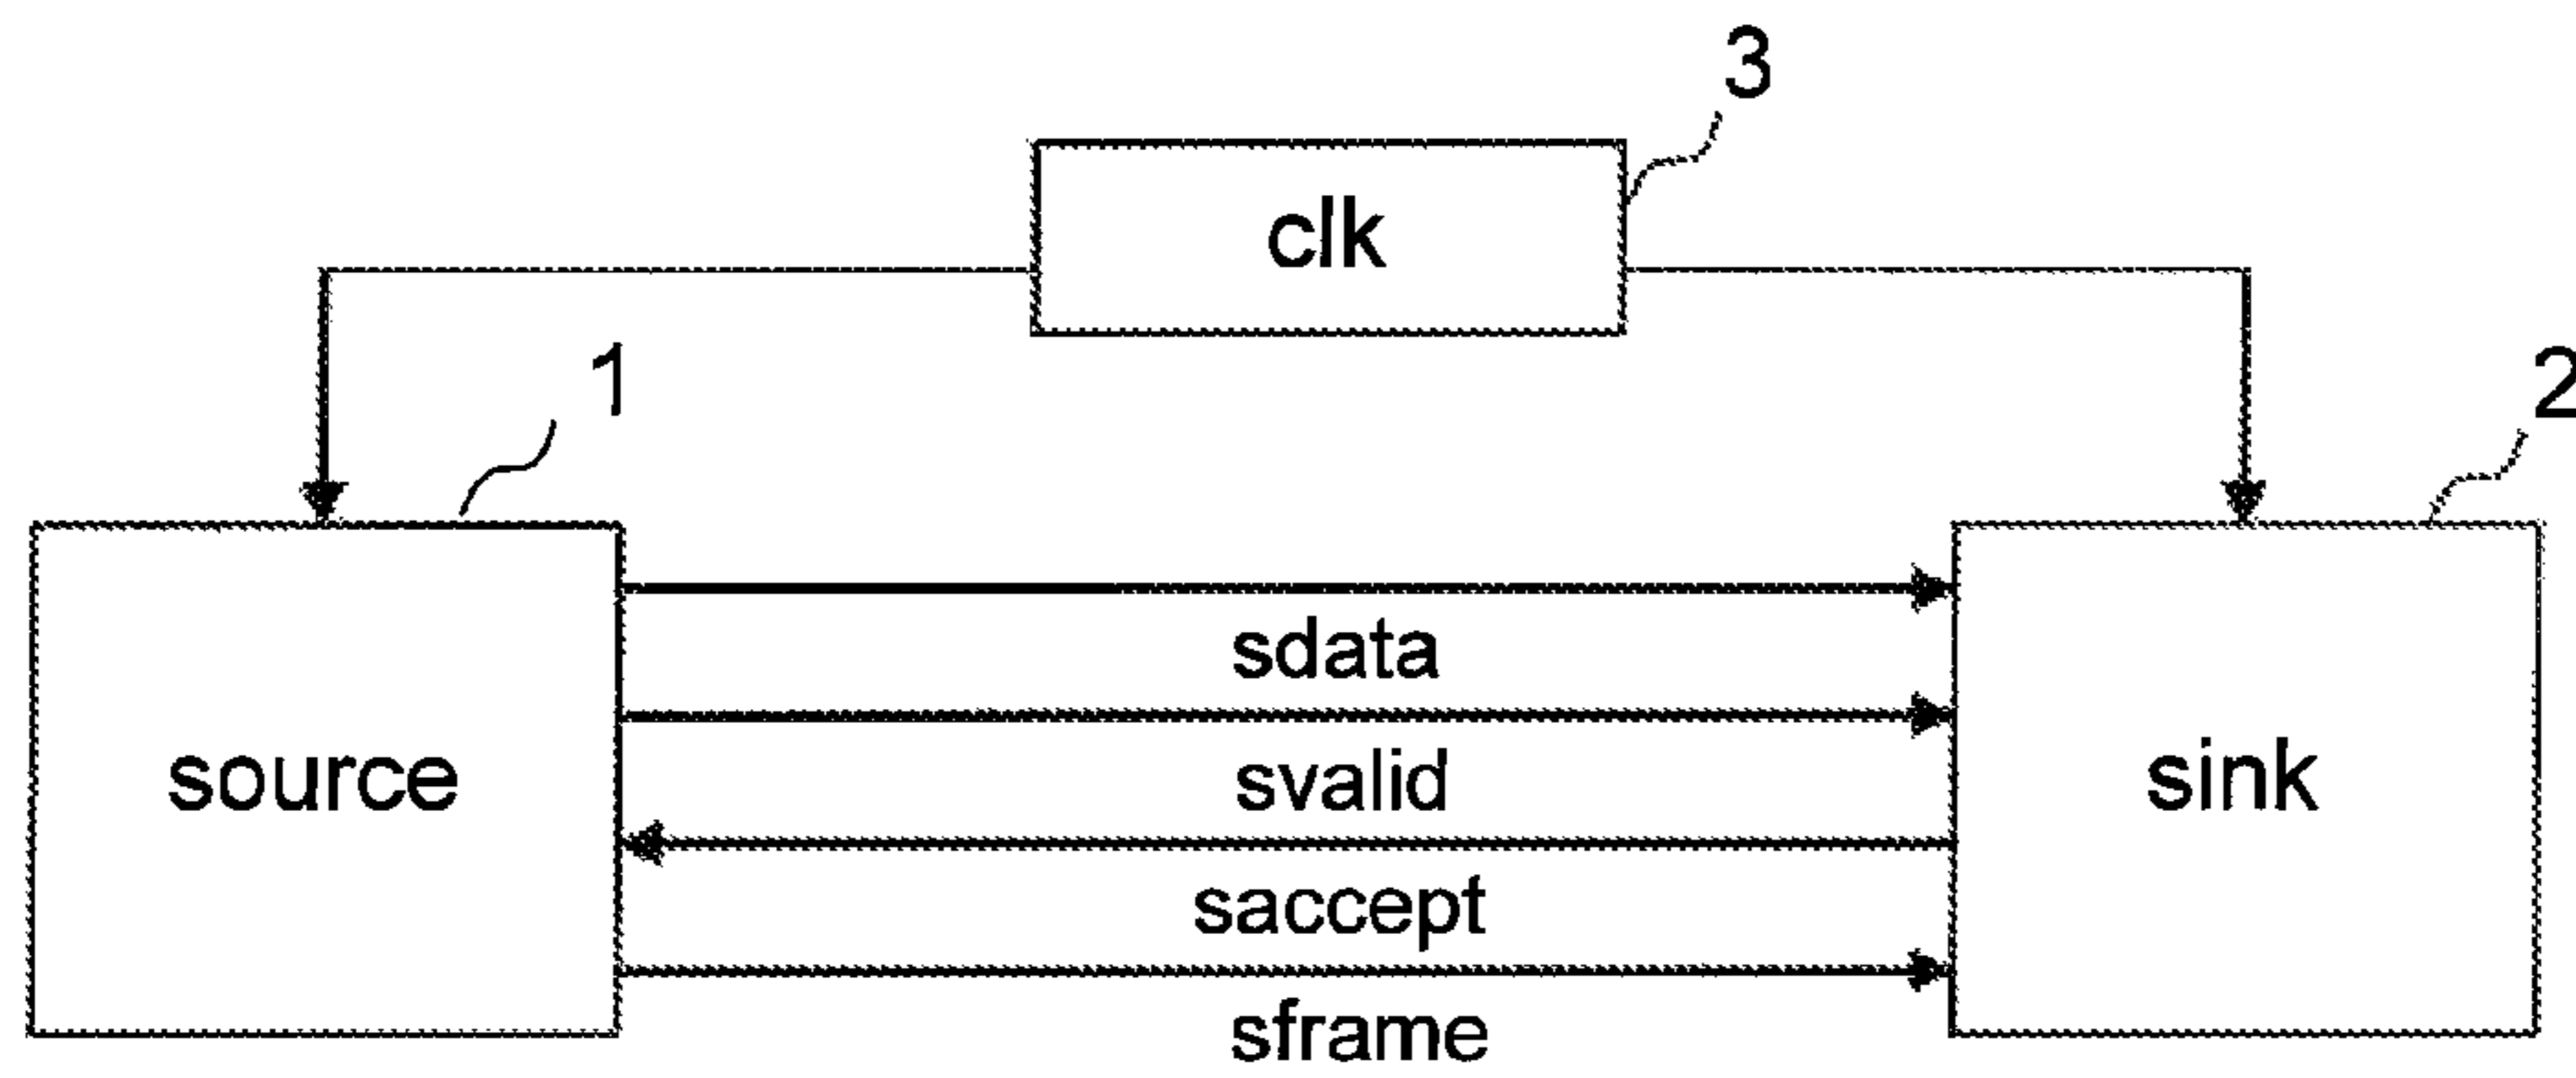 3
clk
1
2
sdata
source
svalid
sink
saccept
sframe